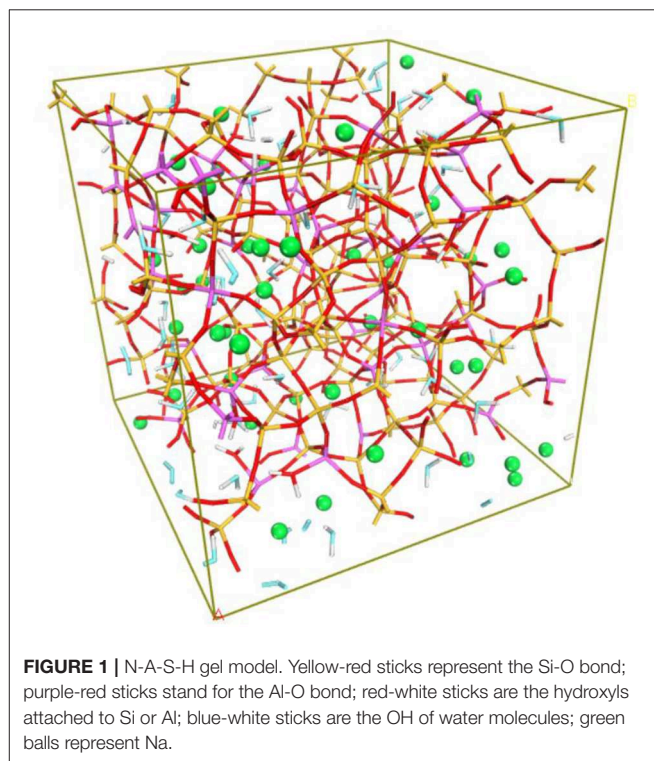 B
A
FIGURE 1 | N-A-S-H gel model. Yellow-red sticks represent the Si-O bond;
purple-red sticks stand for the Al-O bond; red-white sticks are the hydroxyls
attached to Si or Al; blue-white sticks are the OH of water molecules; green
balls represent Na.